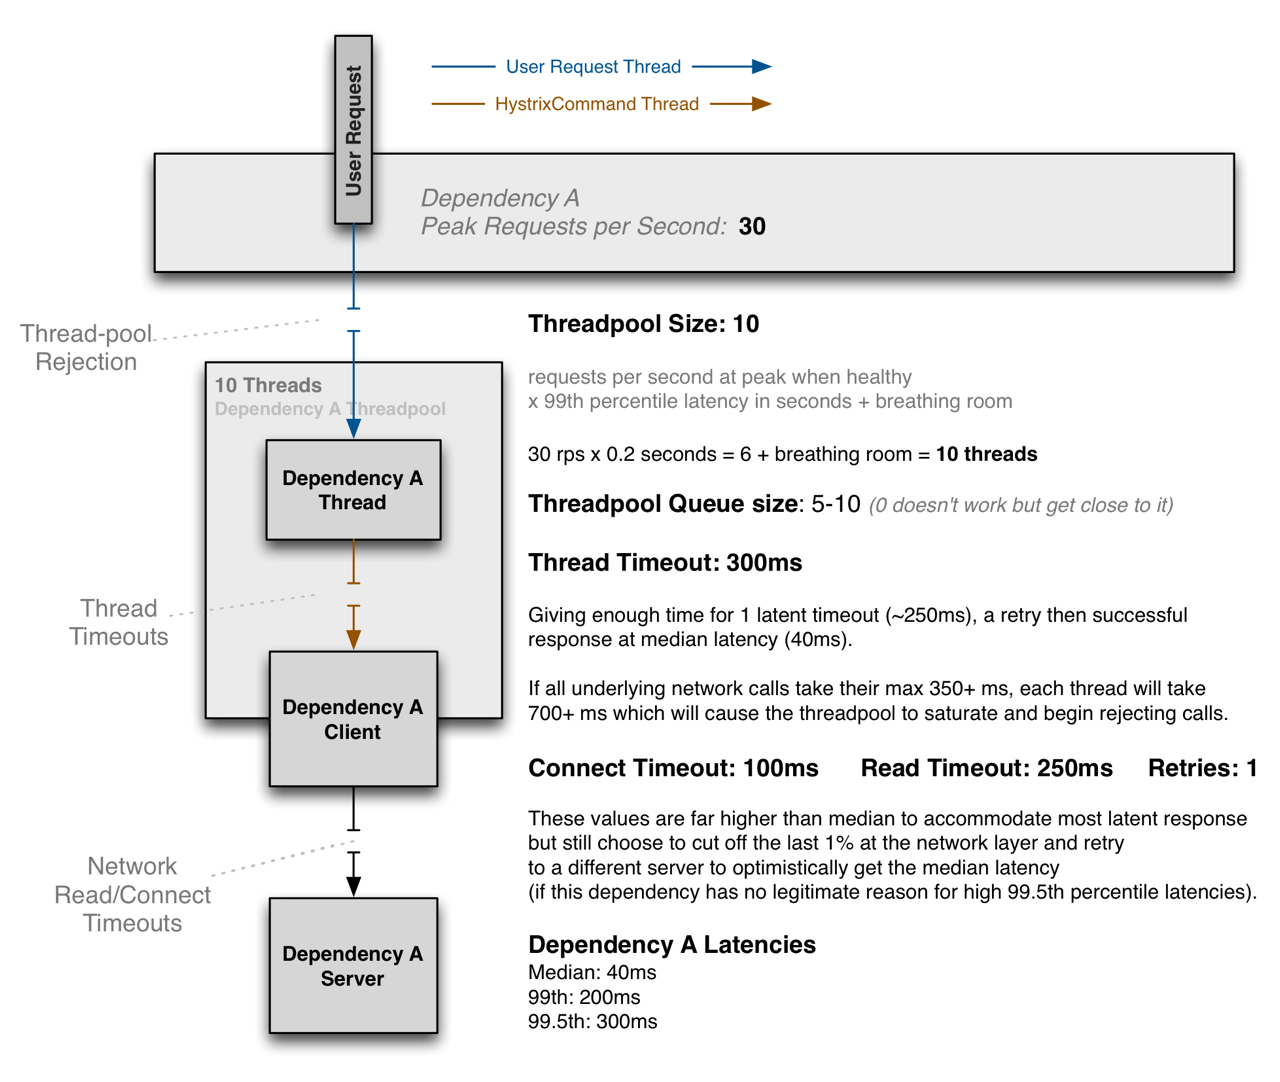 User Request
User Request Thread
HystrixCommand Thread
Dependency A
Peak Requests per Second: 30
Thread-pool
Rejection
10 Threads
Dependency A Threadpool
Dependency A
Thread
Thread
Timeouts
Dependency A
Client
Network
Read/Connect
Timeouts
Dependency A
Server
Threadpool Size: 10
requests per second at peak when healthy
x 99th percentile latency in seconds + breathing room
30 rps x 0.2 seconds = 6 + breathing room = 10 threads
Threadpool Queue size: 5-10 (0 doesn't work but get close to it)
Thread Timeout: 300ms
Giving enough time for 1 latent timeout (~250ms), a retry then successful
response at median latency (40ms).
If all underlying network calls take their max 350+ ms, each thread will take
700+ ms which will cause the threadpool to saturate and begin rejecting calls.
Connect Timeout: 100ms Read Timeout: 250ms Retries: 1
These values are far higher than median to accommodate most latent response
but still choose to cut off the last 1% at the network layer and retry
to a different server to optimistically get the median latency
(if this dependency has no legitimate reason for high 99.5th percentile latencies).
Dependency A Latencies
Median: 40ms
99th: 200ms
99.5th: 300ms